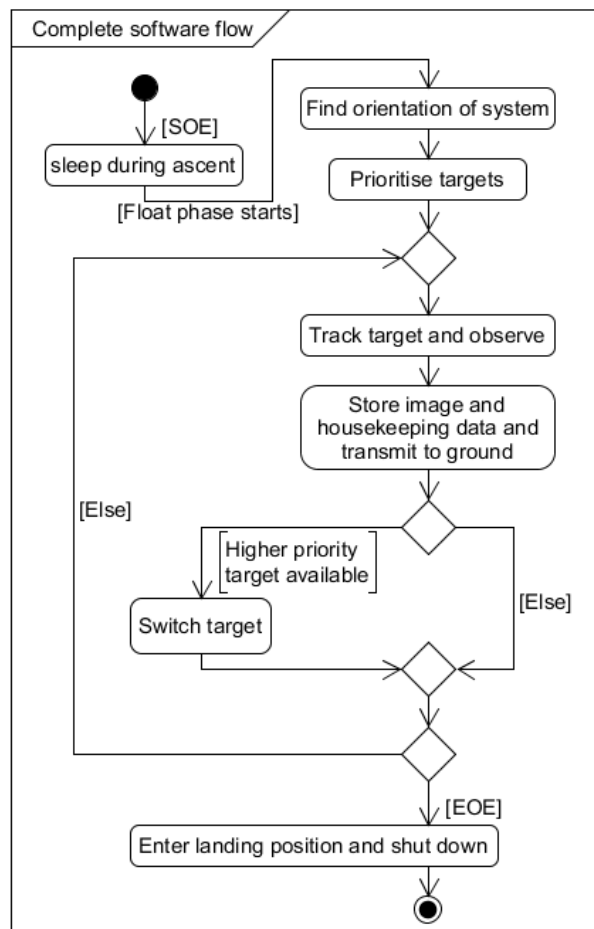 Complete software flow
[SOE]
sleep during ascent
[Float phase starts]
Find orientation of system
Prioritise targets
Track target and observe
Store image and
housekeeping data and
transmit to ground
[Else]
[Higher priority
target available]
[Else]
Switch target
[EOE]
Enter landing position and shut down